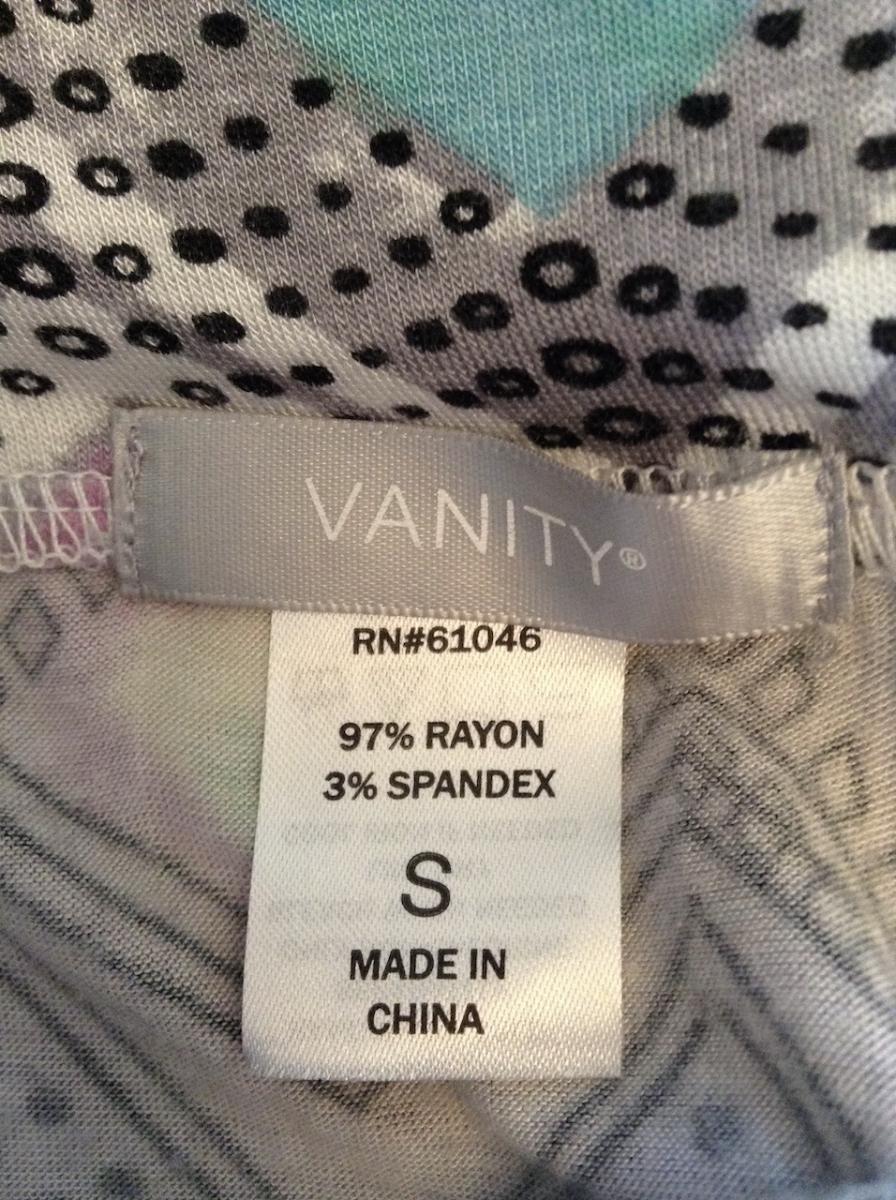 VANITY®
RN#61046
97% RAYON
3% SPANDEX
S
MADE IN
CHINA